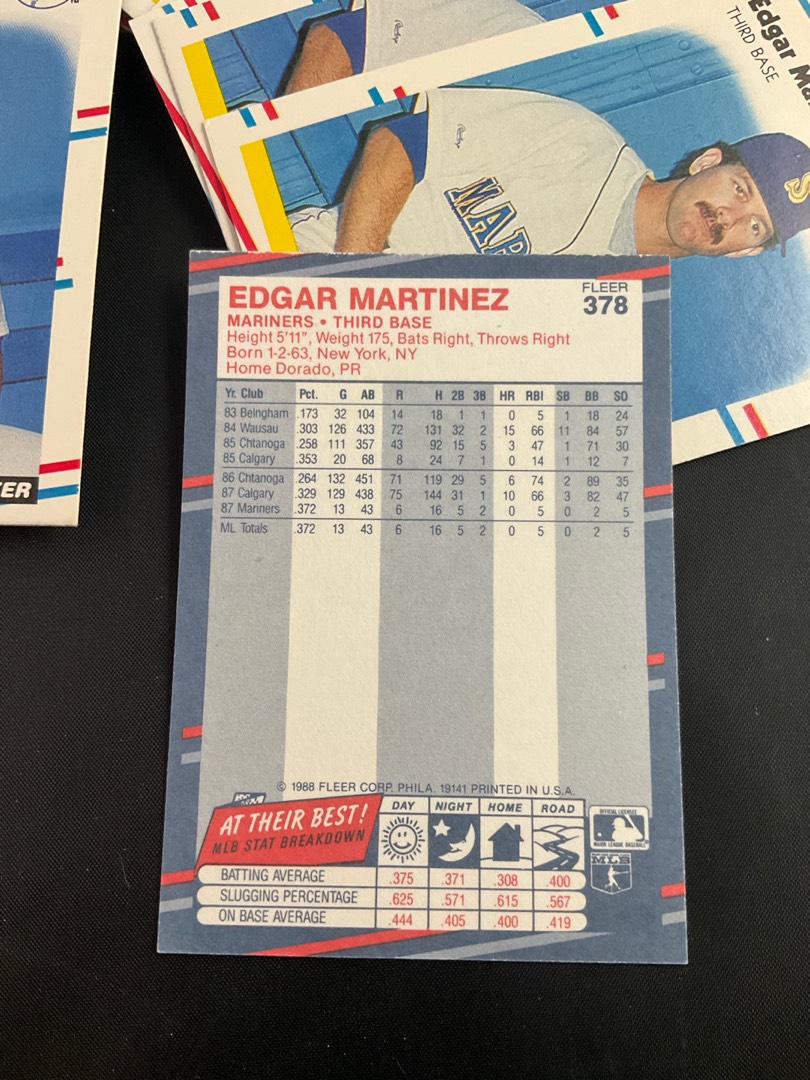 Edgar Ma
THIRD BASE
MAR
S
ER
EDGAR MARTINEZ
FLEER
378
MARINERS • THIRD BASE
Height 5'11", Weight 175, Bats Right, Throws Right
Born 1-2-63, New York, NY
Home Dorado, PR
Yr. Club Pct. G AB R H 2B 3B HR RBI SB BB SO
83 Belngham .173 32 104 14 18 1 1 0 5 1 18 24
84 Wausau .303 126 433 72 131 32 2 15 66 11 84 57
85 Chtanoga .258 111 357 43 92 15 5 3 47 1 71 30
85 Calgary .353 20 68 8 24 7 1 0 14 1 12 7
86 Chtanoga .264 132 451 71 119 29 5 6 74 2 89 35
87 Calgary .329 129 438 75 144 31 1 10 66 3 82 47
87 Mariners .372 13 43 6 16 5 2 0 5 0 2 5
ML Totals .372 13 43 6 16 5 2 0 5 0 2 5
© 1988 FLEER CORP. PHILA. 19141 PRINTED IN U.S.A.
AT THEIR BEST!
MLB STAT BREAKDOWN
DAY NIGHT HOME ROAD
BATTING AVERAGE .375 .371 .308 .400
SLUGGING PERCENTAGE .625 .571 .615 .567
ON BASE AVERAGE .444 .405 .400 .419
OFFICIAL LICENSEE
MAJOR LEAGUE BASEBALL
MLB